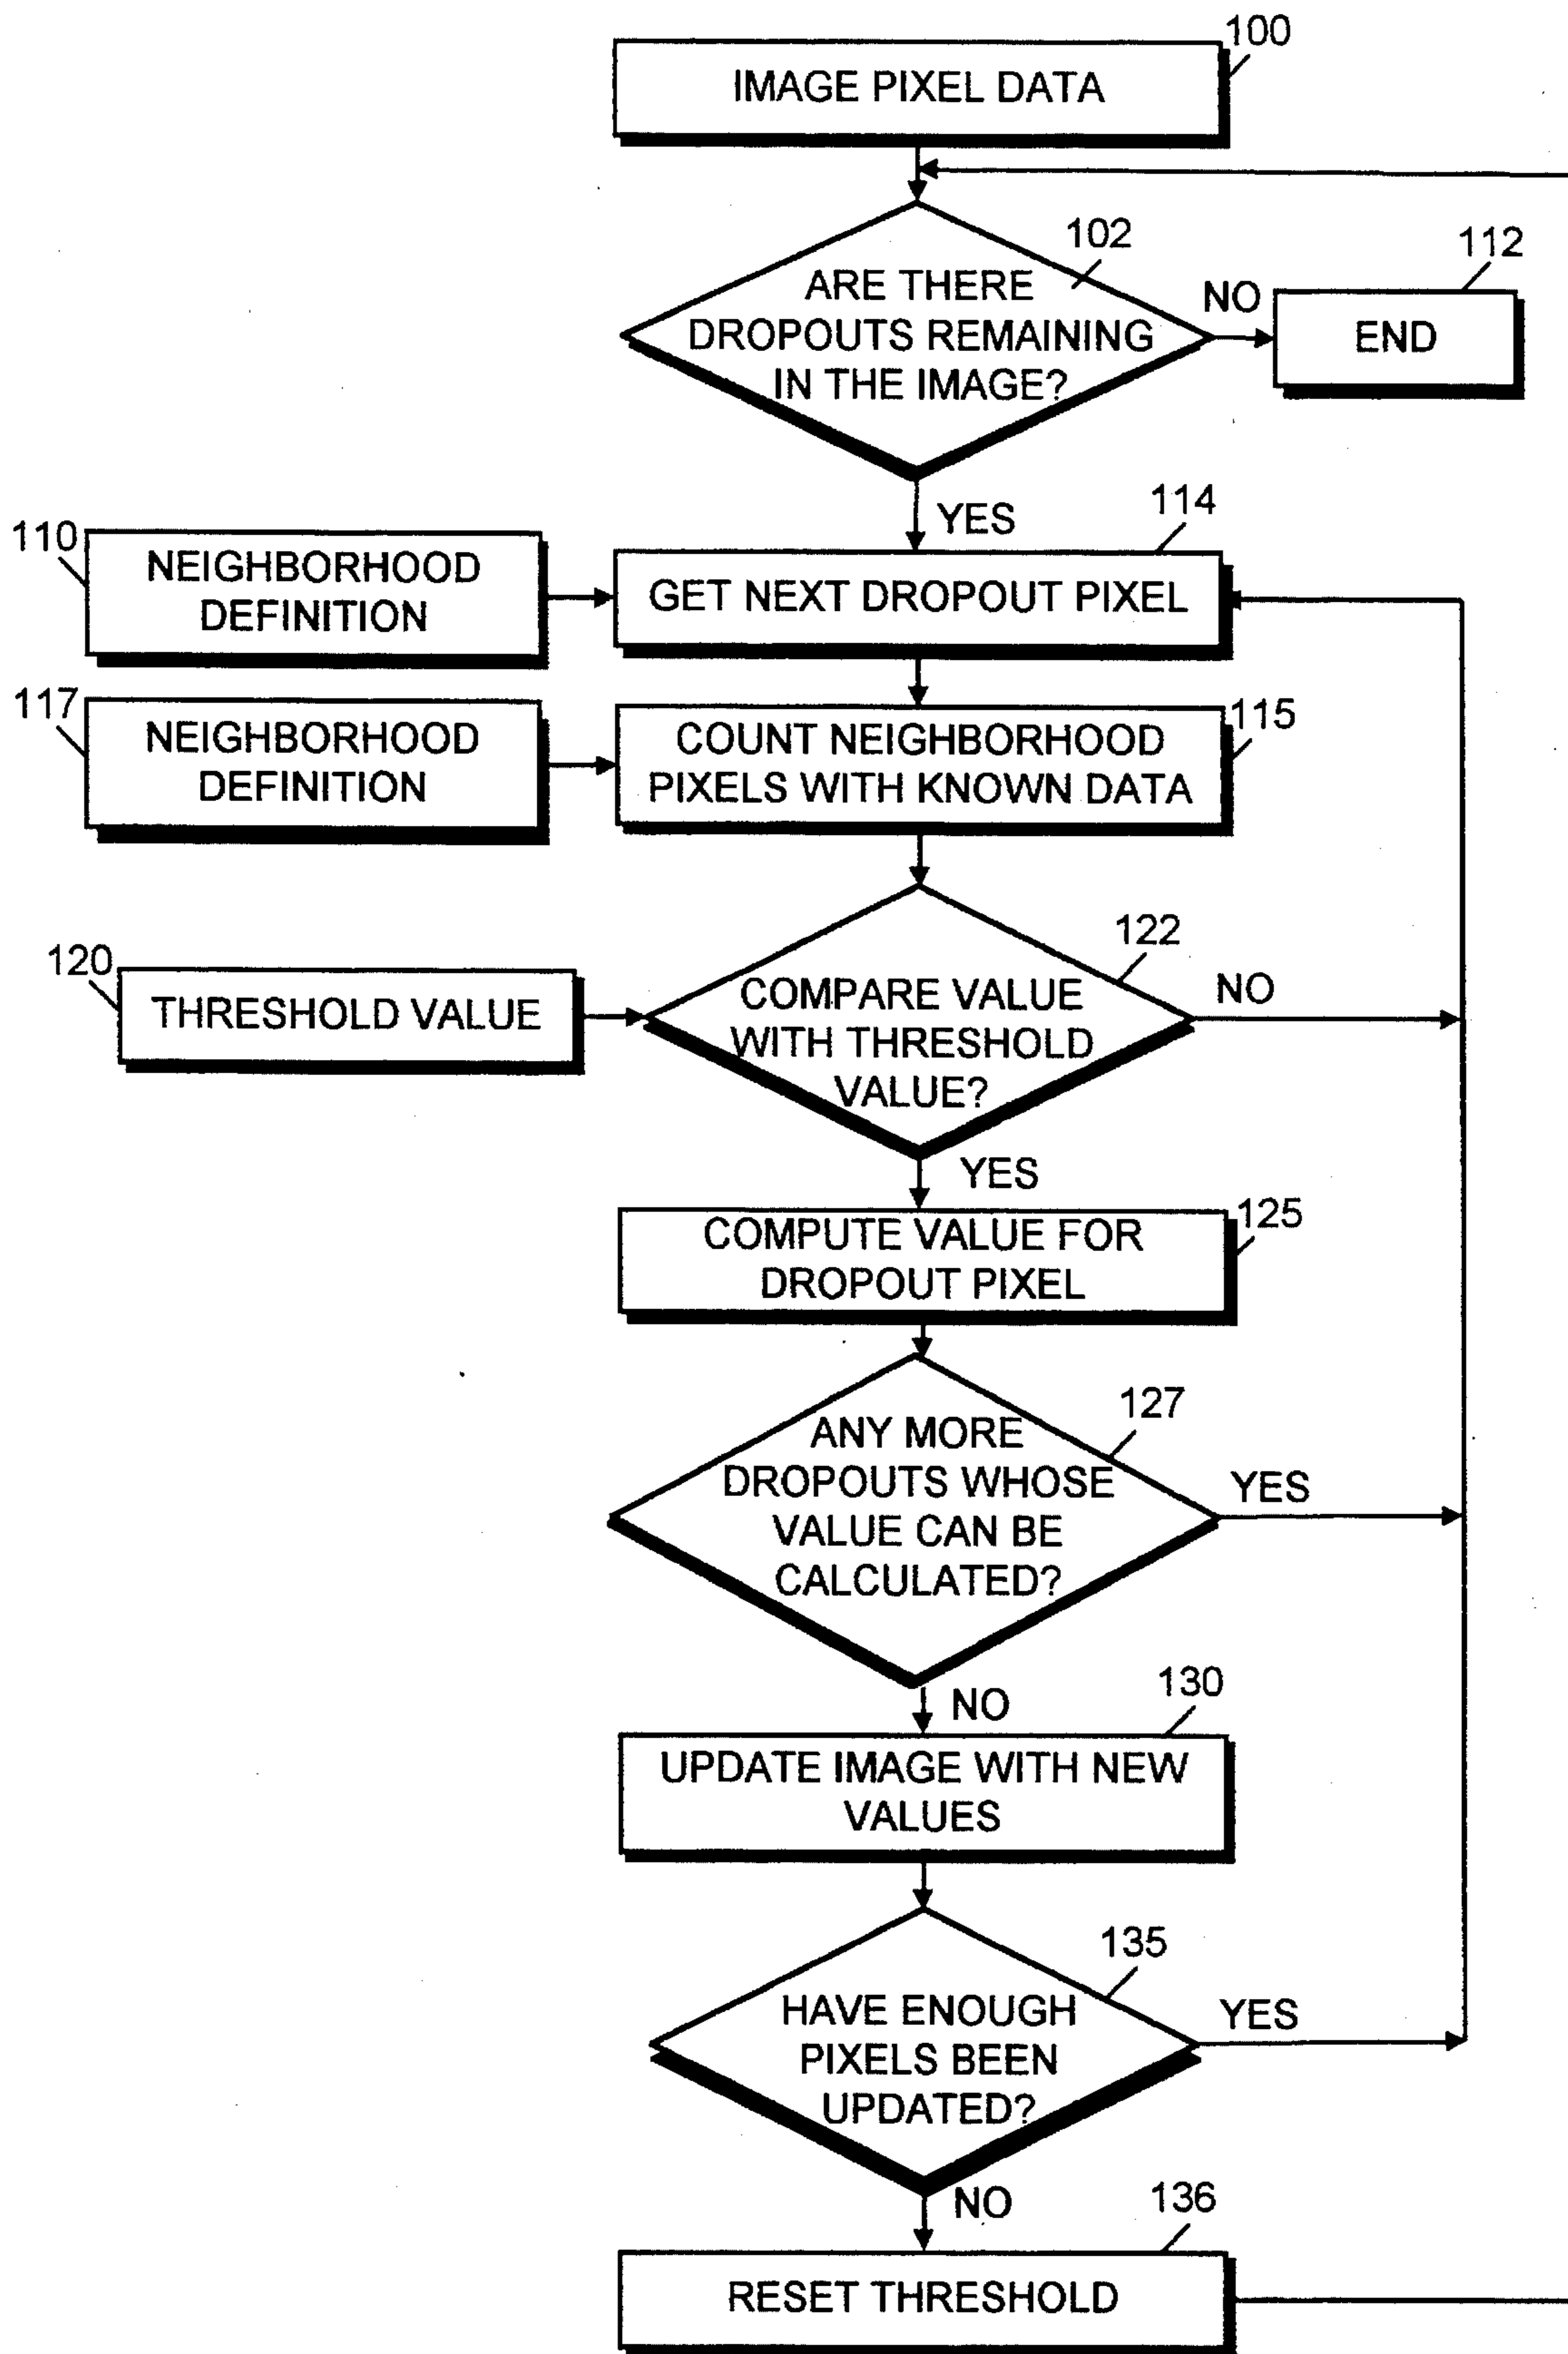 100
IMAGE PIXEL DATA
102
ARE THERE
DROPOUTS REMAINING
IN THE IMAGE?
NO
112
END
YES
110
NEIGHBORHOOD
DEFINITION
114
GET NEXT DROPOUT PIXEL
117
NEIGHBORHOOD
DEFINITION
115
COUNT NEIGHBORHOOD
PIXELS WITH KNOWN DATA
120
THRESHOLD VALUE
122
COMPARE VALUE
WITH THRESHOLD
VALUE?
NO
YES
125
COMPUTE VALUE FOR
DROPOUT PIXEL
127
ANY MORE
DROPOUTS WHOSE
VALUE CAN BE
CALCULATED?
YES
NO
130
UPDATE IMAGE WITH NEW
VALUES
135
HAVE ENOUGH
PIXELS BEEN
UPDATED?
YES
NO
136
RESET THRESHOLD